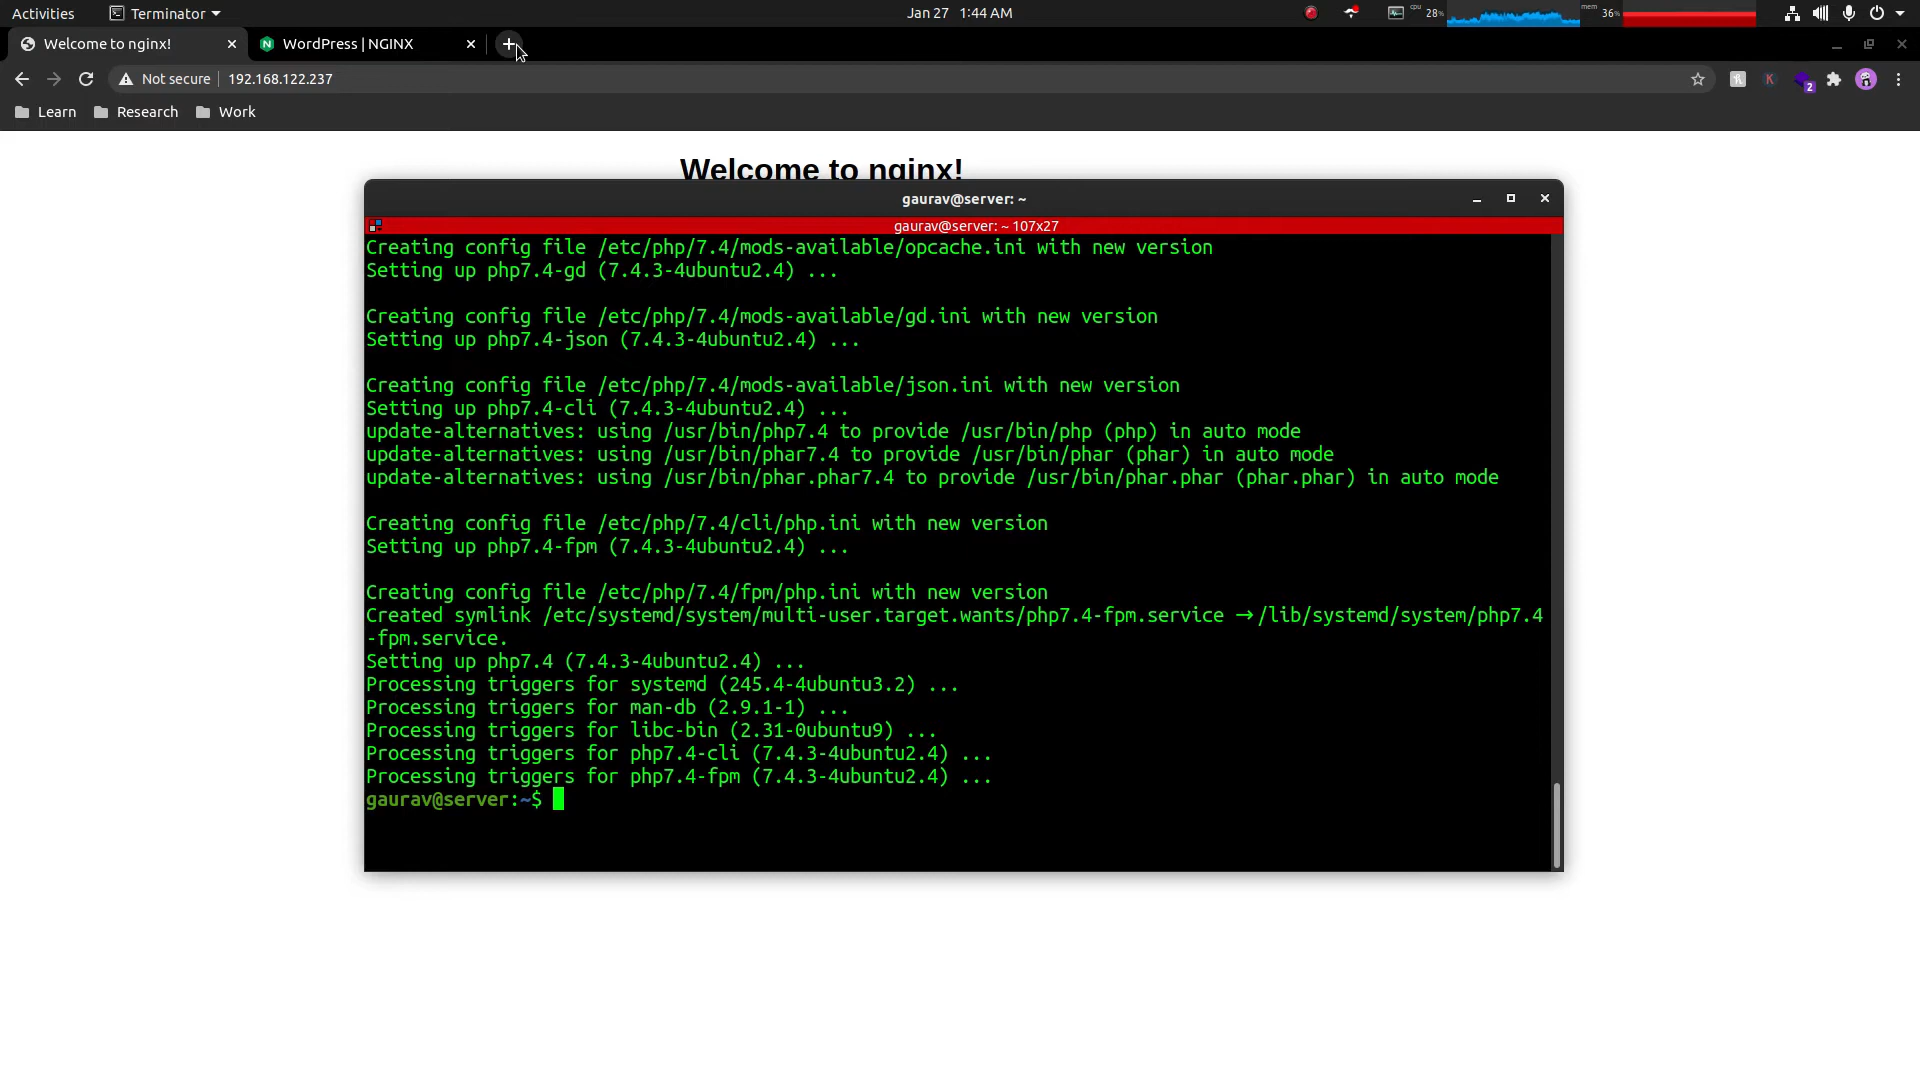 Activities
Terminator
Jan 27 1:44 AM
cpu
28%
mem
36%
Welcome to nginx!
WordPress | NGINX
Not secure
192.168.122.237
K
2
Learn
Research
Work
Welcome to nginx!
gaurav@server: ~
gaurav@server: ~ 107x27
Creating config file /etc/php/7.4/mods-available/opcache.ini with new version
Setting up php7.4-gd (7.4.3-4ubuntu2.4) ...
Creating config file /etc/php/7.4/mods-available/gd.ini with new version
Setting up php7.4-json (7.4.3-4ubuntu2.4) ...
Creating config file /etc/php/7.4/mods-available/json.ini with new version
Setting up php7.4-cli (7.4.3-4ubuntu2.4) ...
update-alternatives: using /usr/bin/php7.4 to provide /usr/bin/php (php) in auto mode
update-alternatives: using /usr/bin/phar7.4 to provide /usr/bin/phar (phar) in auto mode
update-alternatives: using /usr/bin/phar.phar7.4 to provide /usr/bin/phar.phar (phar.phar) in auto mode
Creating config file /etc/php/7.4/cli/php.ini with new version
Setting up php7.4-fpm (7.4.3-4ubuntu2.4) ...
Creating config file /etc/php/7.4/fpm/php.ini with new version
Created symlink /etc/systemd/system/multi-user.target.wants/php7.4-fpm.service → /lib/systemd/system/php7.4
-fpm.service.
Setting up php7.4 (7.4.3-4ubuntu2.4) ...
Processing triggers for systemd (245.4-4ubuntu3.2) ...
Processing triggers for man-db (2.9.1-1) ...
Processing triggers for libc-bin (2.31-0ubuntu9) ...
Processing triggers for php7.4-cli (7.4.3-4ubuntu2.4) ...
Processing triggers for php7.4-fpm (7.4.3-4ubuntu2.4) ...
gaurav@server:~$